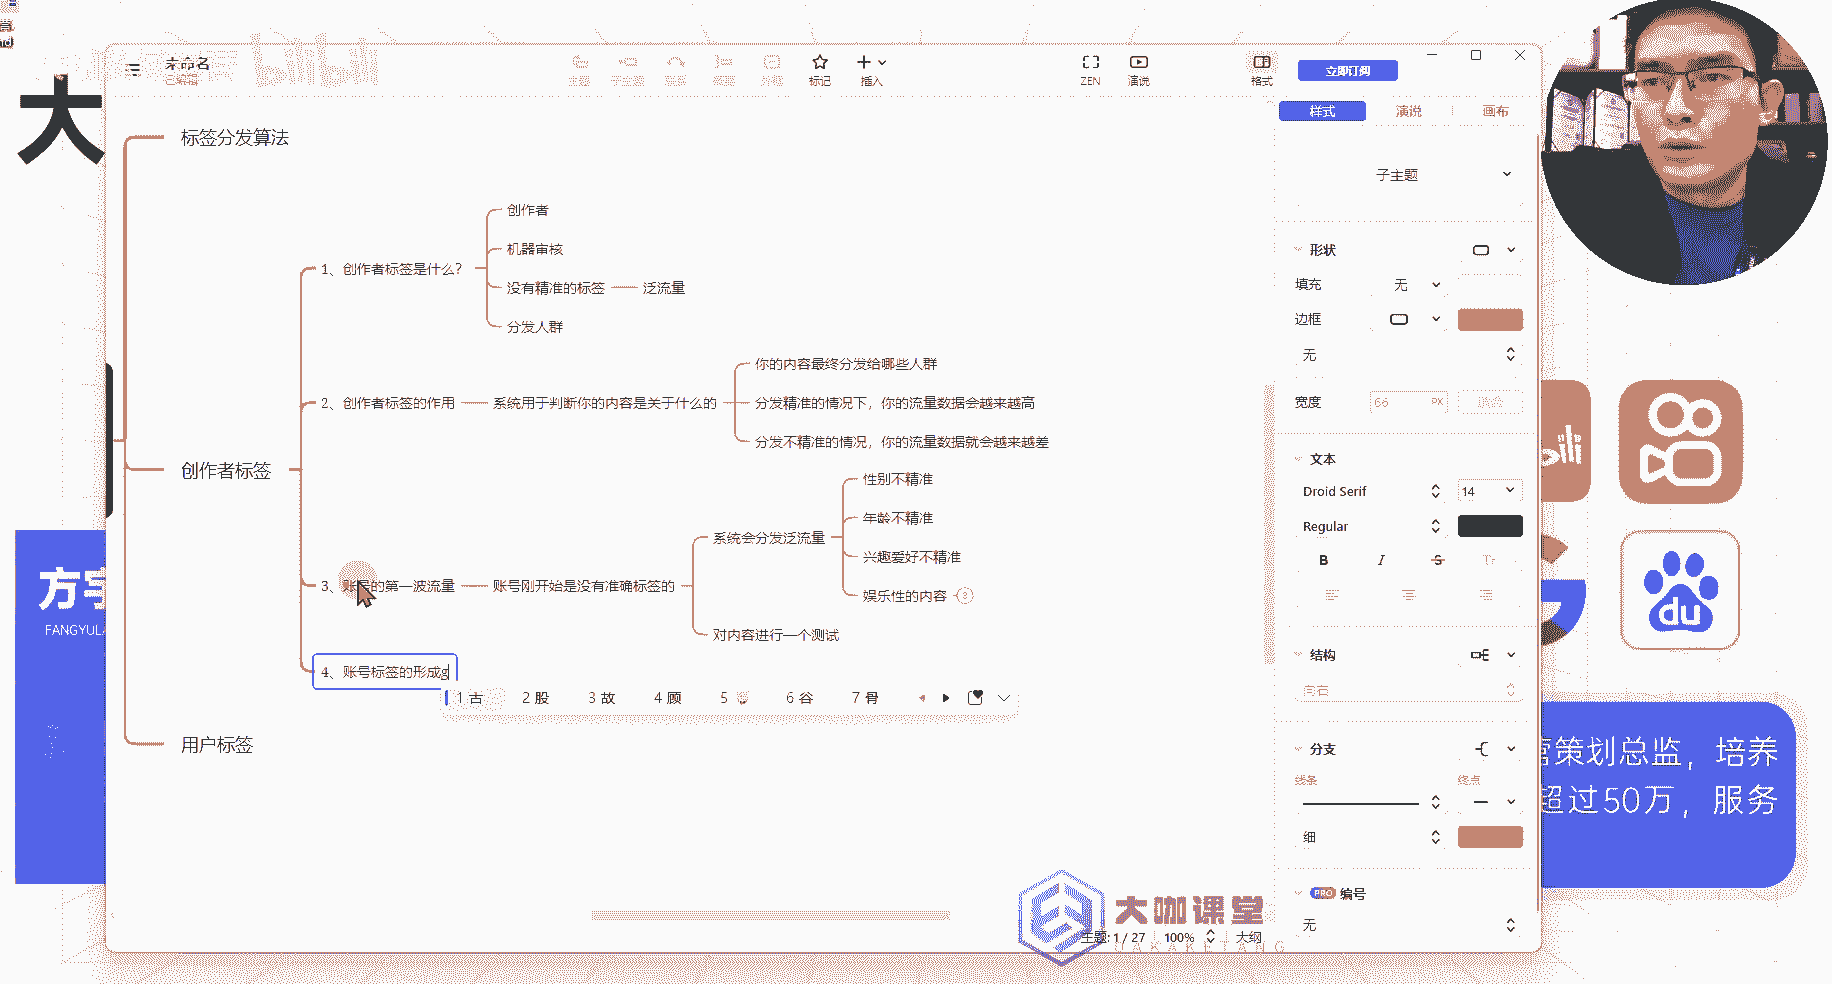 大
未命名
已编辑
主题
子主题
标记
插入
ZEN
演说
格式
立即订阅
样式
演说
画布
标签分发算法
创作者标签
用户标签
1、创作者标签是什么?
创作者
机器审核
没有精准的标签
泛流量
分发人群
2、创作者标签的作用
系统用于判断你的内容是关于什么的
你的内容最终分发给哪些人群
分发精准的情况下，你的流量数据会越来越高
分发不精准的情况，你的流量数据就会越来越差
3、账号的第一波流量
账号刚开始是没有准确标签的
系统会分发泛流量
性别不精准
年龄不精准
兴趣爱好不精准
娱乐性的内容
2
对内容进行一个测试
4、账号标签的形成g
1 古
2 股
3 故
4 顾
5
6 谷
7 骨
子主题
形状
填充
无
边框
无
宽度
66
PX
文本
Droid Serif
14
Regular
B
I
S
Tr
结构
向右
分支
线条
终点
细
PRO 编号
无
主题: 1 / 27
100%
大纲
大咖课堂
DAKAKETANG
方宇
FANGYUL
bilibili
du
营策划总监，培养
超过50万，服务